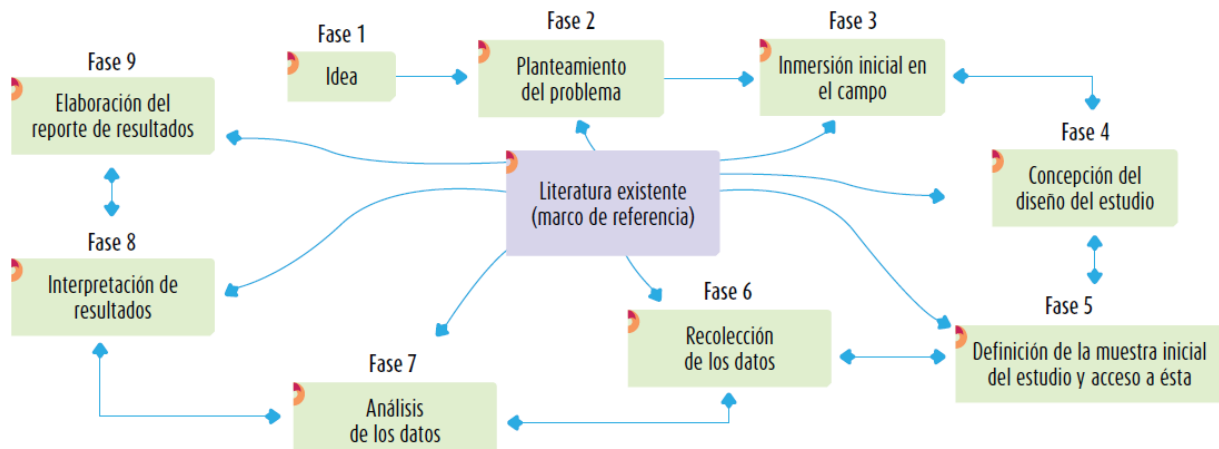 Fase 1
Idea
Fase 2
Planteamiento
del problema
Fase 3
Inmersión inicial en
el campo
Fase 4
Concepción del
diseño del estudio
Fase 5
Definición de la muestra inicial
del estudio y acceso a ésta
Fase 6
Recolección
de los datos
Fase 7
Análisis
de los datos
Fase 8
Interpretación de
resultados
Fase 9
Elaboración del
reporte de resultados
Literatura existente
(marco de referencia)